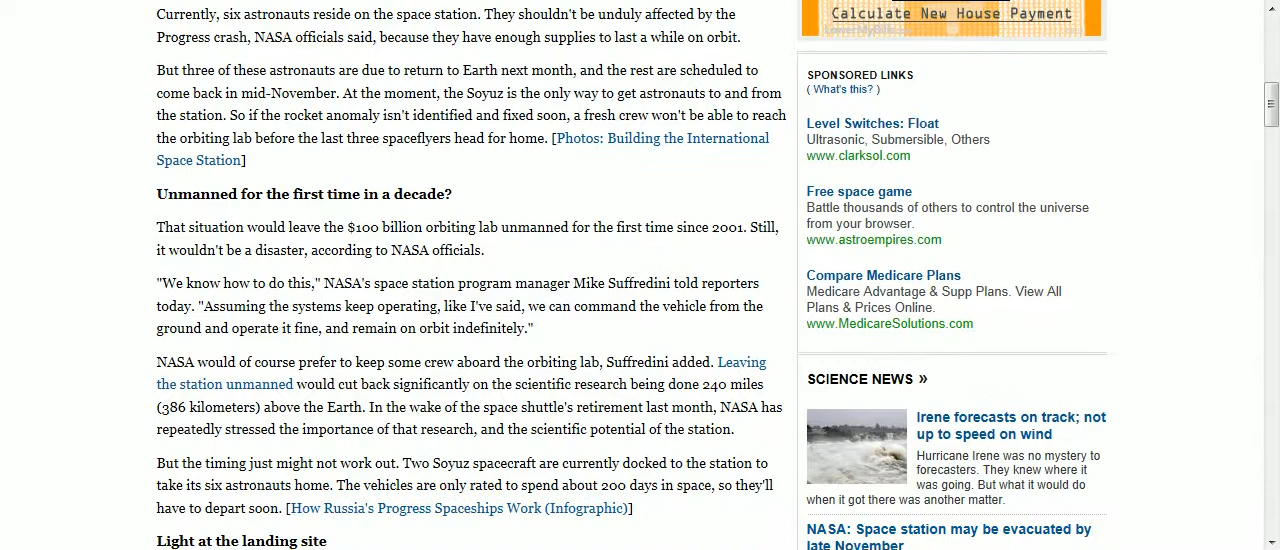 Currently, six astronauts reside on the space station. They shouldn't be unduly affected by the
Progress crash, NASA officials said, because they have enough supplies to last a while on orbit.
But three of these astronauts are due to return to Earth next month, and the rest are scheduled to
come back in mid-November. At the moment, the Soyuz is the only way to get astronauts to and from
the station. So if the rocket anomaly isn't identified and fixed soon, a fresh crew won't be able to reach
the orbiting lab before the last three spaceflyers head for home. [Photos: Building the International
Space Station]
Unmanned for the first time in a decade?
That situation would leave the $100 billion orbiting lab unmanned for the first time since 2001. Still,
it wouldn't be a disaster, according to NASA officials.
"We know how to do this," NASA's space station program manager Mike Suffredini told reporters
today. "Assuming the systems keep operating, like I've said, we can command the vehicle from the
ground and operate it fine, and remain on orbit indefinitely."
NASA would of course prefer to keep some crew aboard the orbiting lab, Suffredini added. Leaving
the station unmanned would cut back significantly on the scientific research being done 240 miles
(386 kilometers) above the Earth. In the wake of the space shuttle's retirement last month, NASA has
repeatedly stressed the importance of that research, and the scientific potential of the station.
But the timing just might not work out. Two Soyuz spacecraft are currently docked to the station to
take its six astronauts home. The vehicles are only rated to spend about 200 days in space, so they'll
have to depart soon. [How Russia's Progress Spaceships Work (Infographic)]
Light at the landing site
Calculate New House Payment
SPONSORED LINKS
( What's this? )
Level Switches: Float
Ultrasonic, Submersible, Others
www.clarksol.com
Free space game
Battle thousands of others to control the universe
from your browser.
www.astroempires.com
Compare Medicare Plans
Medicare Advantage & Supp Plans. View All
Plans & Prices Online.
www.MedicareSolutions.com
SCIENCE NEWS »
Irene forecasts on track; not
up to speed on wind
Hurricane Irene was no mystery to
forecasters. They knew where it
was going. But what it would do
when it got there was another matter.
NASA: Space station may be evacuated by
late November